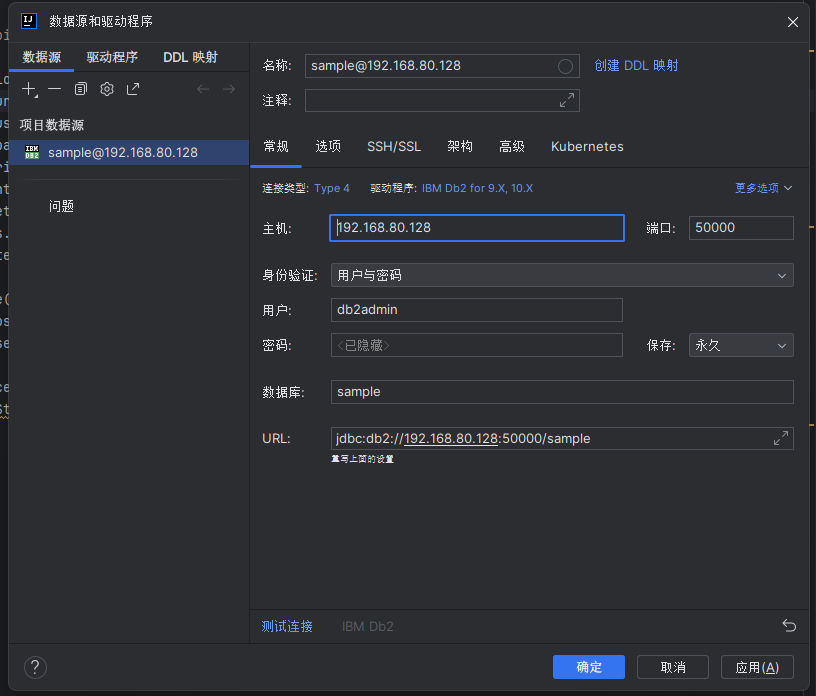 数据源和驱动程序
数据源 驱动程序 DDL 映射
项目数据源
IBM DB2 sample@192.168.80.128
问题
名称: sample@192.168.80.128 创建 DDL 映射
注释:
常规 选项 SSH/SSL 架构 高级 Kubernetes
连接类型: Type 4 驱动程序: IBM Db2 for 9.X, 10.X 更多选项
主机: 192.168.80.128 端口: 50000
身份验证: 用户与密码
用户: db2admin
密码: <已隐藏> 保存: 永久
数据库: sample
URL: jdbc:db2://192.168.80.128:50000/sample
重写上面的设置
测试连接 IBM Db2
? 确定 取消 应用(A)